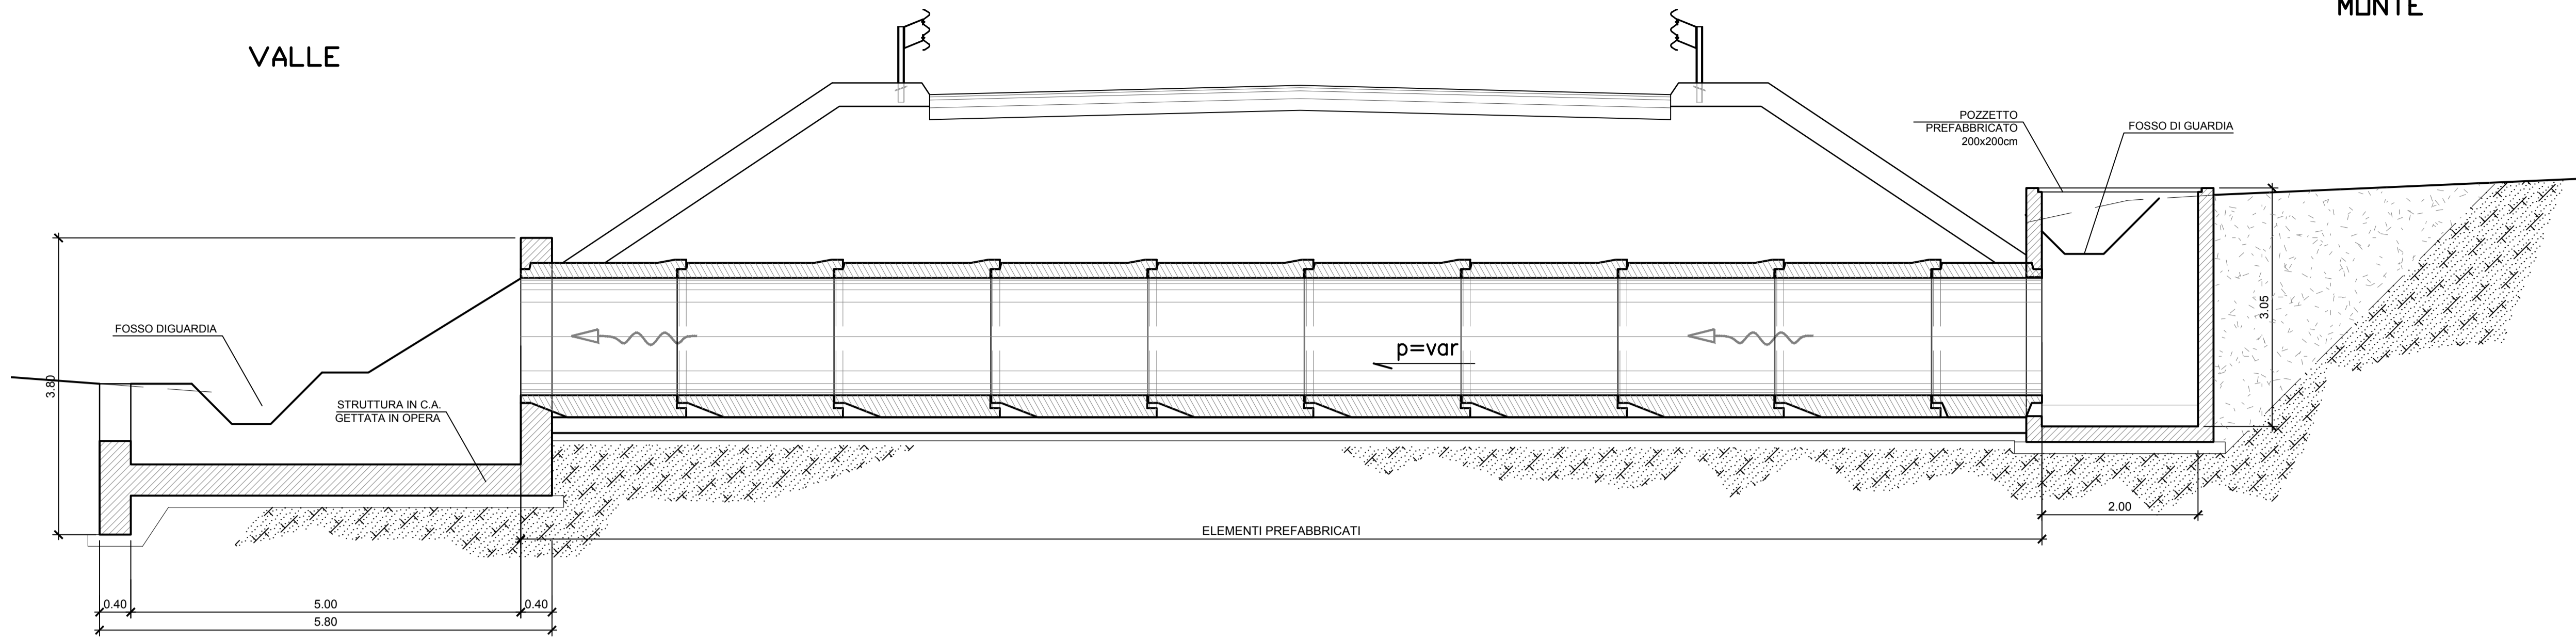 MONTE
VALLE
POZZETTO
PREFABBRICATO
200x200cm
FOSSO DI GUARDIA
3.05
FOSSO DIGUARDIA
3.80
p=var
STRUTTURA IN C.A.
GETTATA IN OPERA
2.00
ELEMENTI PREFABBRICATI
0.40
5.00
0.40
5.80